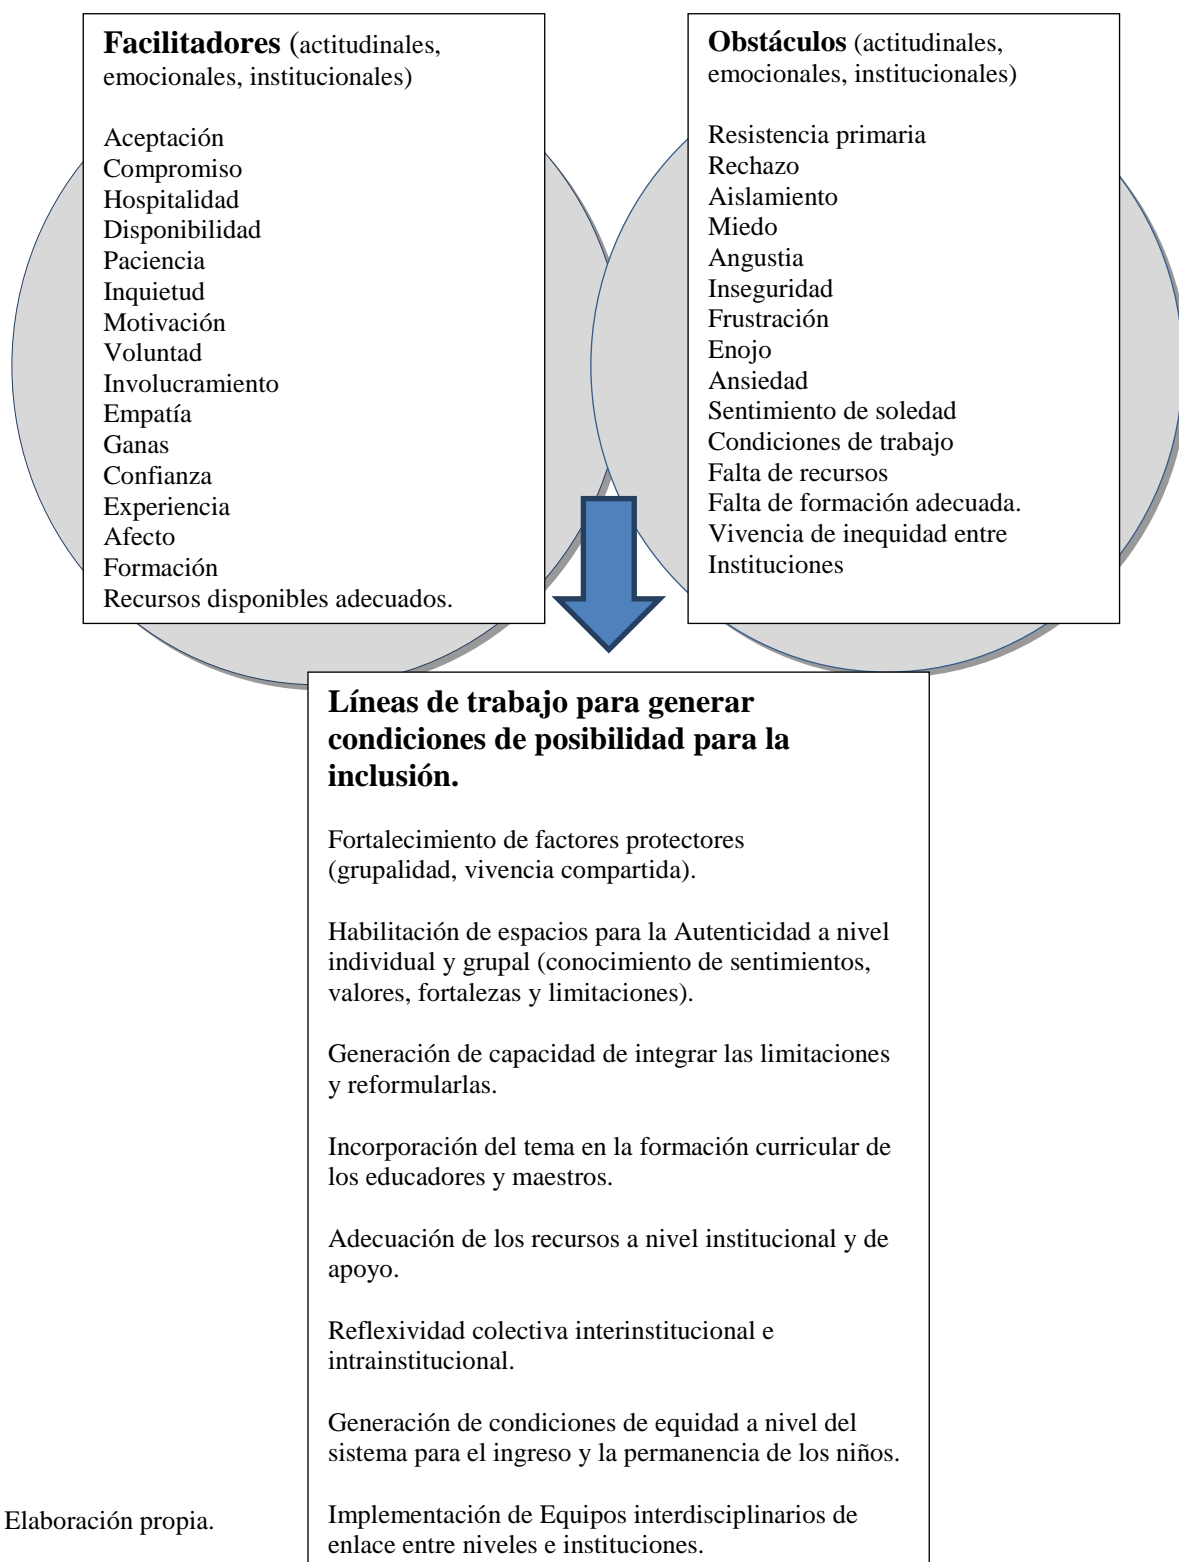 Facilitadores (actitudinales,
emocionales, institucionales)
Aceptación
Compromiso
Hospitalidad
Disponibilidad
Paciencia
Inquietud
Motivación
Voluntad
Involucramiento
Empatía
Ganas
Confianza
Experiencia
Afecto
Formación
Recursos disponibles adecuados.
Obstáculos (actitudinales,
emocionales, institucionales)
Resistencia primaria
Rechazo
Aislamiento
Miedo
Angustia
Inseguridad
Frustración
Enojo
Ansiedad
Sentimiento de soledad
Condiciones de trabajo
Falta de recursos
Falta de formación adecuada.
Vivencia de inequidad entre
Instituciones
Líneas de trabajo para generar
condiciones de posibilidad para la
inclusión.
Fortalecimiento de factores protectores
(grupalidad, vivencia compartida).
Habilitación de espacios para la Autenticidad a nivel
individual y grupal (conocimiento de sentimientos,
valores, fortalezas y limitaciones).
Generación de capacidad de integrar las limitaciones
y reformularlas.
Incorporación del tema en la formación curricular de
los educadores y maestros.
Adecuación de los recursos a nivel institucional y de
apoyo.
Reflexividad colectiva interinstitucional e
intrainstitucional.
Generación de condiciones de equidad a nivel del
sistema para el ingreso y la permanencia de los niños.
Implementación de Equipos interdisciplinarios de
enlace entre niveles e instituciones.
Elaboración propia.